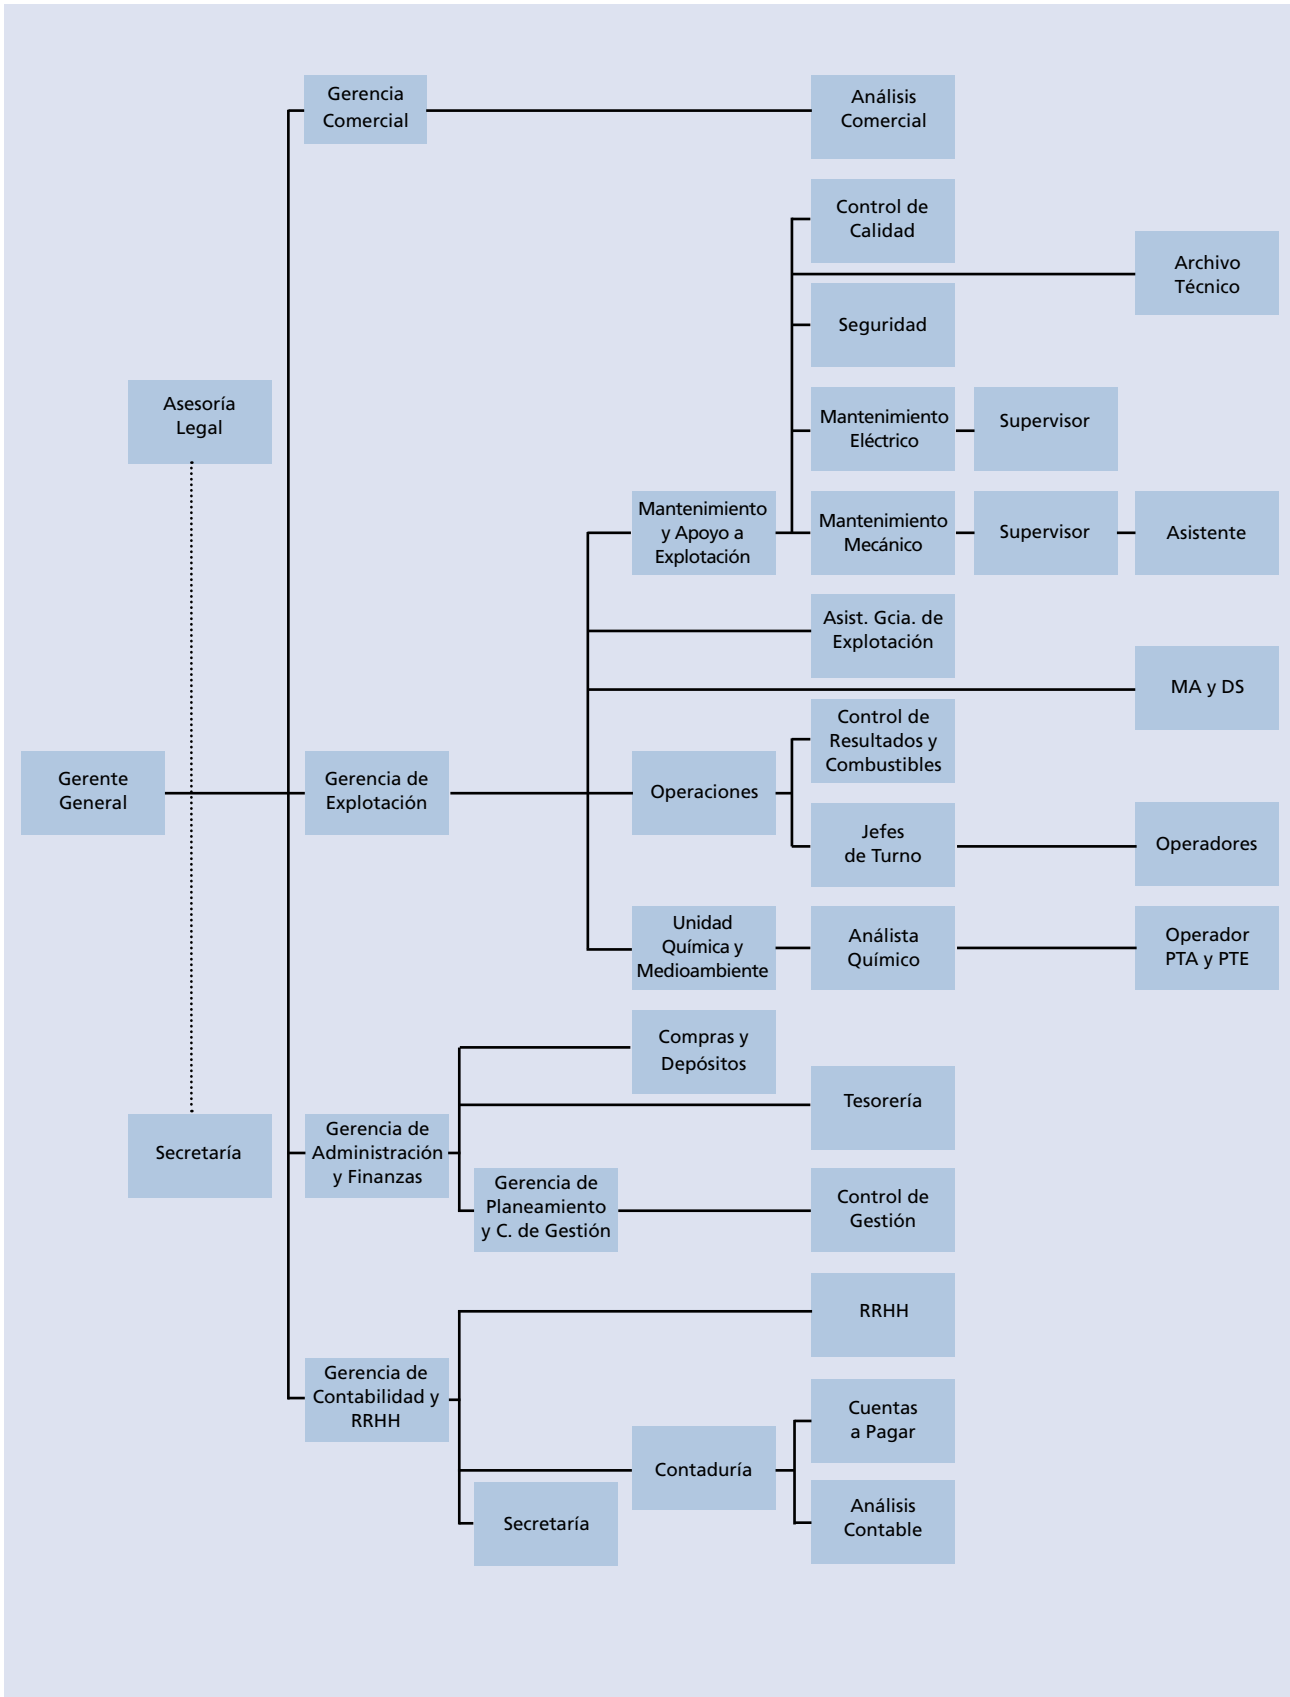 Gerencia
Comercial
Análisis
Comercial
Control de
Calidad
Archivo
Técnico
Seguridad
Asesoría
Legal
Mantenimiento
Eléctrico
Supervisor
Mantenimiento
y Apoyo a
Explotación
Mantenimiento
Mecánico
Supervisor
Asistente
Asist. Gcia. de
Explotación
MA y DS
Control de
Resultados y
Combustibles
Gerente
General
Gerencia de
Explotación
Operaciones
Jefes
de Turno
Operadores
Unidad
Química y
Medioambiente
Análista
Químico
Operador
PTA y PTE
Compras y
Depósitos
Tesorería
Secretaría
Gerencia de
Administración
y Finanzas
Gerencia de
Planeamiento
y C. de Gestión
Control de
Gestión
RRHH
Gerencia de
Contabilidad y
RRHH
Cuentas
a Pagar
Contaduría
Secretaría
Análisis
Contable